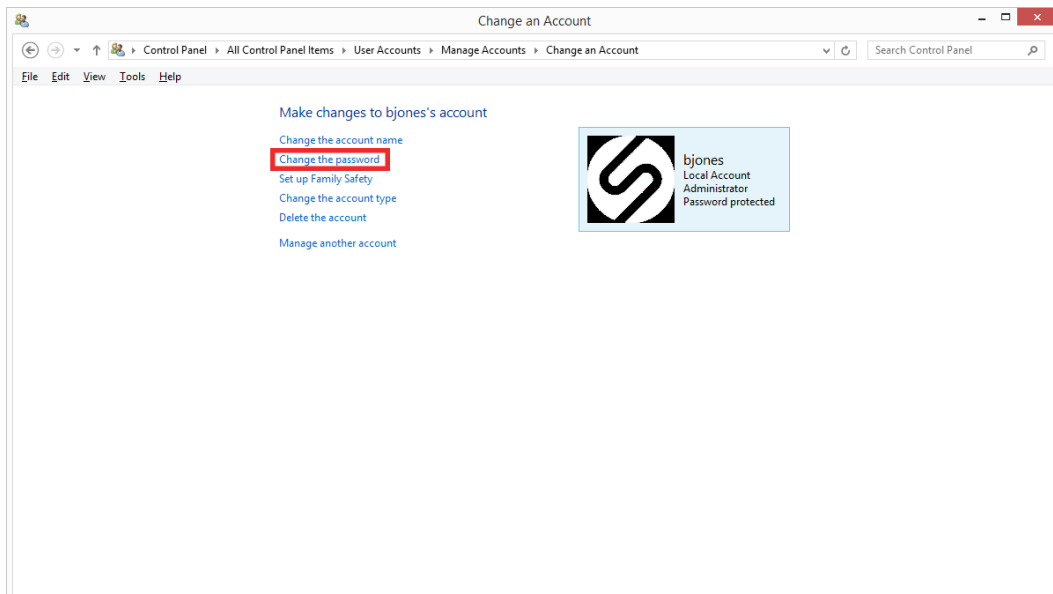 Change an Account
Control Panel All Control Panel Items User Accounts Manage Accounts Change an Account
Search Control Panel
File Edit View Tools Help
Make changes to bjones's account
Change the account name
Change the password
Set up Family Safety
Change the account type
Delete the account
Manage another account
bjones
Local Account
Administrator
Password protected